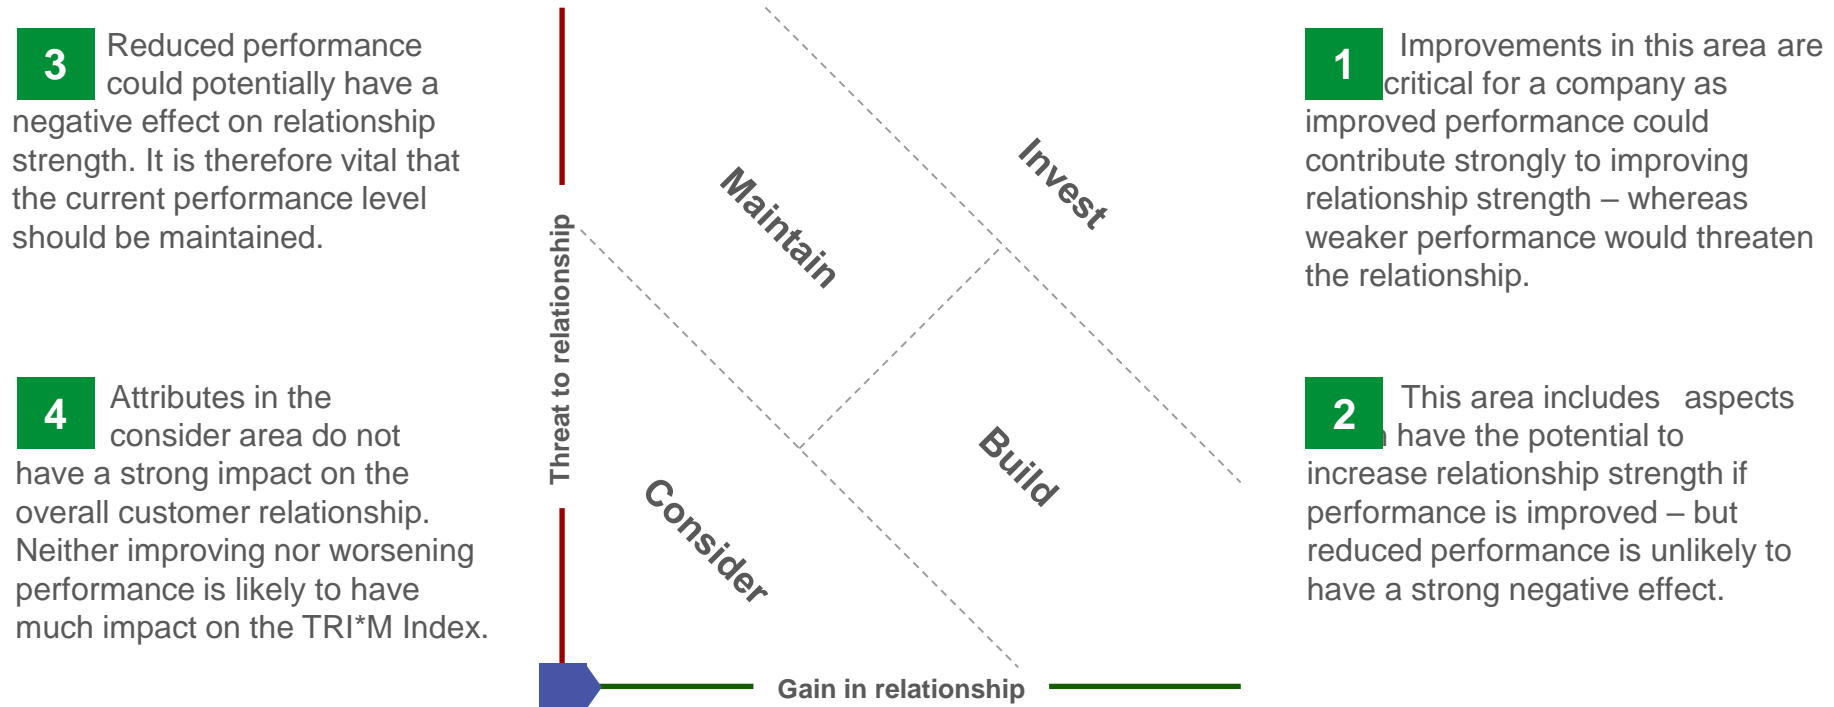 3
Reduced performance
could potentially have a
negative effect on relationship
strength. It is therefore vital that
the current performance level
should be maintained.
4
Attributes in the
consider area do not
have a strong impact on the
overall customer relationship.
Neither improving nor worsening
performance is likely to have
much impact on the TRI*M Index.
Threat to relationship
Maintain
Invest
Consider
Build
Gain in relationship
1
Improvements in this area are
critical for a company as
improved performance could
contribute strongly to improving
relationship strength – whereas
weaker performance would threaten
the relationship.
2
This area includes aspects
have the potential to
increase relationship strength if
performance is improved – but
reduced performance is unlikely to
have a strong negative effect.